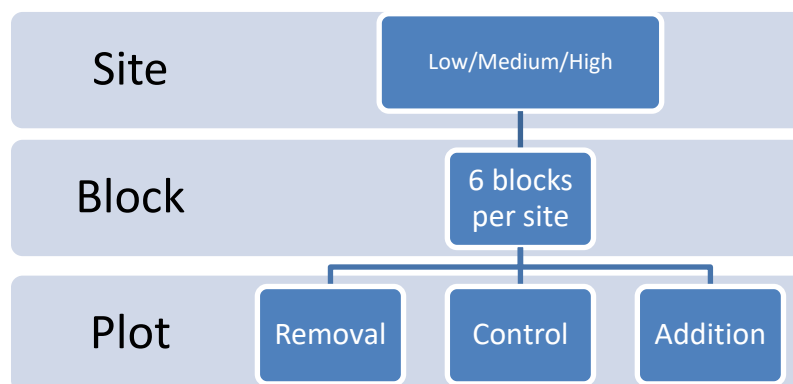 Site
Low/Medium/High
Block
6 blocks
per site
Plot
Removal
Control
Addition